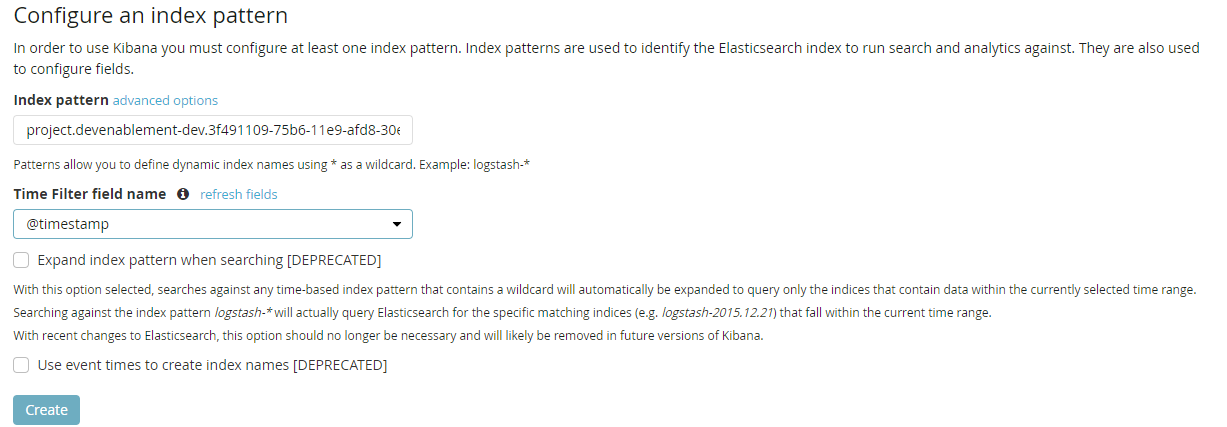 Configure an index pattern
In order to use Kibana you must configure at least one index pattern. Index patterns are used to identify the Elasticsearch index to run search and analytics against. They are also used
to configure fields.
Index pattern advanced options
project.devenablement-dev.3f491109-75b6-11e9-afd8-30e
Patterns allow you to define dynamic index names using * as a wildcard. Example: logstash-*
Time Filter field name refresh fields
@timestamp
Expand index pattern when searching [DEPRECATED]
With this option selected, searches against any time-based index pattern that contains a wildcard will automatically be expanded to query only the indices that contain data within the currently selected time range.
Searching against the index pattern logstash-* will actually query Elasticsearch for the specific matching indices (e.g. logstash-2015.12.21) that fall within the current time range.
With recent changes to Elasticsearch, this option should no longer be necessary and will likely be removed in future versions of Kibana.
Use event times to create index names [DEPRECATED]
Create